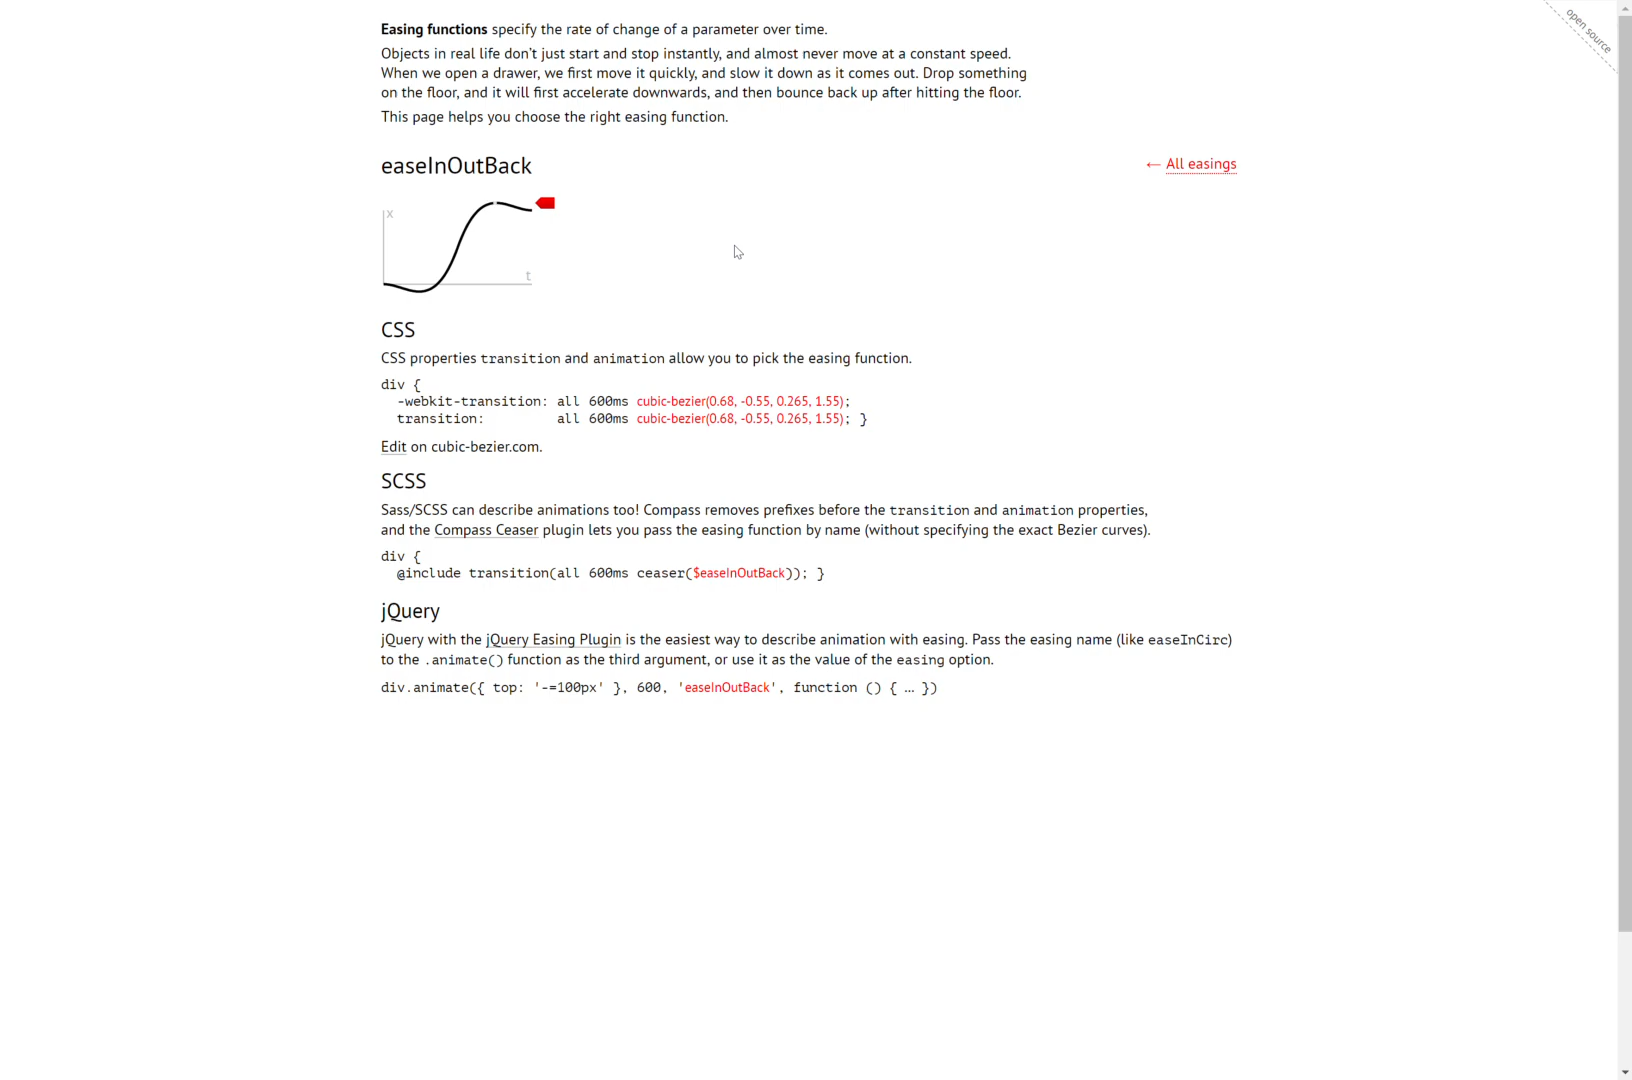 open source
Easing functions specify the rate of change of a parameter over time.
Objects in real life don’t just start and stop instantly, and almost never move at a constant speed.
When we open a drawer, we first move it quickly, and slow it down as it comes out. Drop something
on the floor, and it will first accelerate downwards, and then bounce back up after hitting the floor.
This page helps you choose the right easing function.
easeInOutBack
← All easings
x
t
CSS
CSS properties transition and animation allow you to pick the easing function.
div {
  -webkit-transition: all 600ms cubic-bezier(0.68, -0.55, 0.265, 1.55);
  transition:         all 600ms cubic-bezier(0.68, -0.55, 0.265, 1.55); }
Edit on cubic-bezier.com.
SCSS
Sass/SCSS can describe animations too! Compass removes prefixes before the transition and animation properties,
and the Compass Ceaser plugin lets you pass the easing function by name (without specifying the exact Bezier curves).
div {
  @include transition(all 600ms ceaser($easeInOutBack)); }
jQuery
jQuery with the jQuery Easing Plugin is the easiest way to describe animation with easing. Pass the easing name (like easeInCirc)
to the .animate() function as the third argument, or use it as the value of the easing option.
div.animate({ top: '-=100px' }, 600, 'easeInOutBack', function () { … })